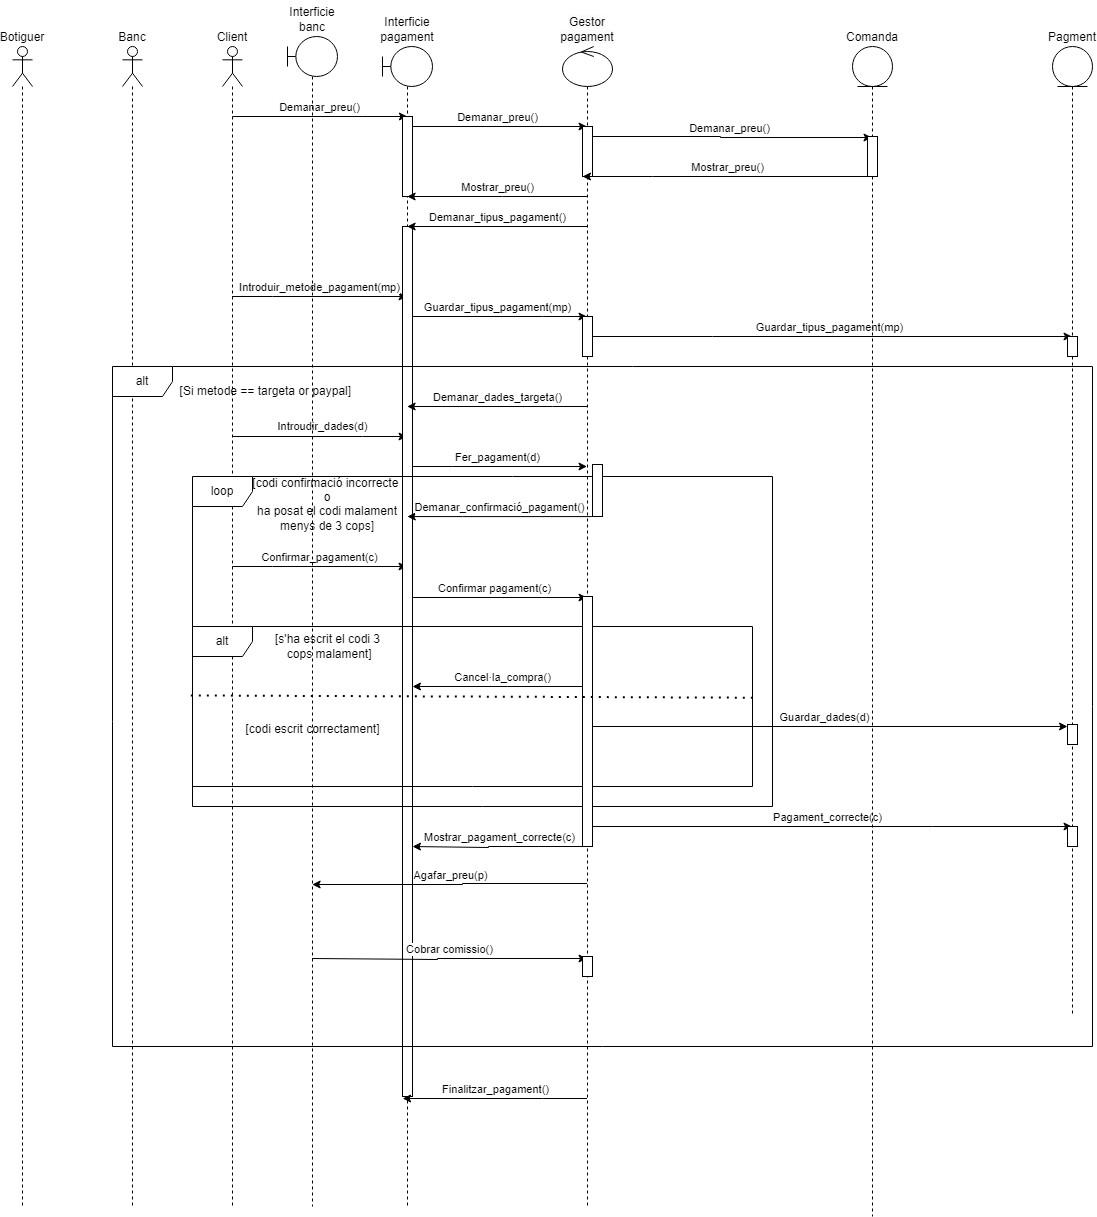 Botiguer
Banc
Client
Interficie
banc
Interficie
pagament
Gestor
pagament
Comanda
Pagment
Demanar_preu()
Demanar_preu()
Demanar_preu()
Mostrar_preu()
Mostrar_preu()
Demanar_tipus_pagament()
Introduir_metode_pagament(mp)
Guardar_tipus_pagament(mp)
Guardar_tipus_pagament(mp)
alt
[Si metode == targeta or paypal]
Demanar_dades_targeta()
Introudir_dades(d)
Fer_pagament(d)
loop
[codi confirmació incorrecte
o
ha posat el codi malament
menys de 3 cops]
Demanar_confirmació_pagament()
Confirmar_pagament(c)
Confirmar pagament(c)
alt
[s'ha escrit el codi 3
cops malament]
Cancel·la_compra()
Guardar_dades(d)
[codi escrit correctament]
Pagament_correcte(c)
Mostrar_pagament_correcte(c)
Agafar_preu(p)
Cobrar comissio()
Finalitzar_pagament()